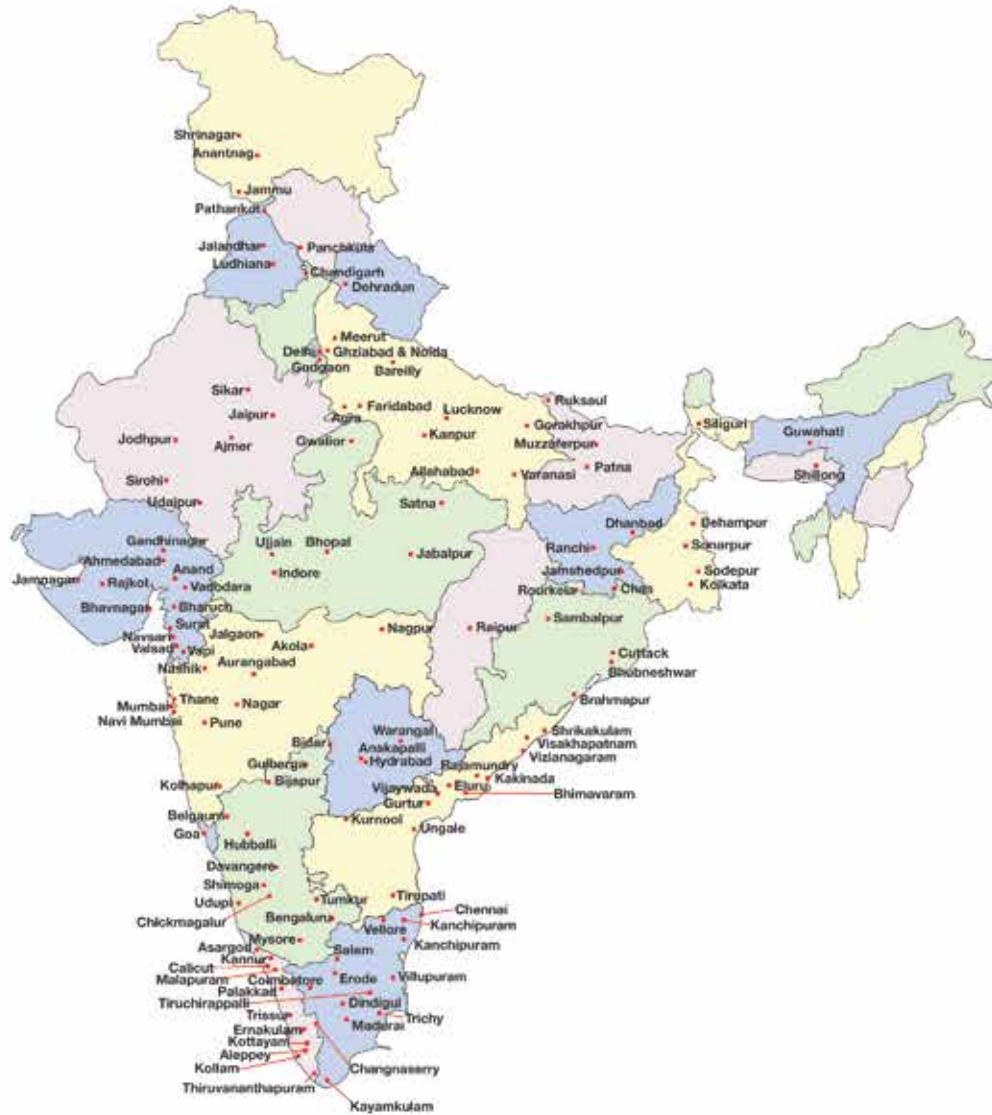 Shrinagar
Anantnag
Jammu
Pathankot
Jalandhar
Panchkula
Ludhiana
Chandigarh
Dehradun
Meerut
Delhi
Ghziabad & Noida
Godgaon
Bareilly
Sikar
Ruksaul
Agra
Faridabad
Jaipur
Lucknow
Siliguri
Gorakhpur
Jodhpur
Ajmer
Gwalior
Kanpur
Muzzaferpur
Guwahati
Patna
Allahabad
Varanasi
Shillong
Sirohi
Udaipur
Satna
Behampur
Dhanbad
Gandhinagar
Ujjain
Bhopal
Jabalpur
Ranchi
Sonarpur
Ahmedabad
Anand
Indore
Jamshedpur
Sodepur
Jamnagar
Rajkot
Vadodara
Kolkata
Rourkela
Chas
Bhavnagar
Bharuch
Sambalpur
Surat
Navsari
Jalgaon
Nagpur
Raipur
Valsad
Vapi
Akola
Cuttack
Nashik
Aurangabad
Bhubneshwar
Thane
Brahmapur
Mumbai
Nagar
Navi Mumbai
Pune
Warangal
Shrikakulam
Bidar
Visakhapatnam
Anakapalli
Vizianagaram
Gulberga
Hydrabad
Rajamundry
Bijapur
Kakinada
Kolhapur
Vijaywada
Eluru
Bhimavaram
Gurtur
Belgaum
Kurnool
Goa
Ungale
Hubballi
Davangere
Shimoga
Udupi
Tumkur
Tirupati
Chickmagalur
Bengaluru
Chennai
Vellore
Kanchipuram
Mysore
Kanchipuram
Asargod
Salem
Kannur
Calicut
Malapuram
Coimbatore
Erode
Villupuram
Palakkad
Tiruchirappalli
Dindigul
Trissur
Madurai
Trichy
Ernakulam
Kottayam
Aleppey
Kollam
Changnaserry
Thiruvananthapuram
Kayamkulam